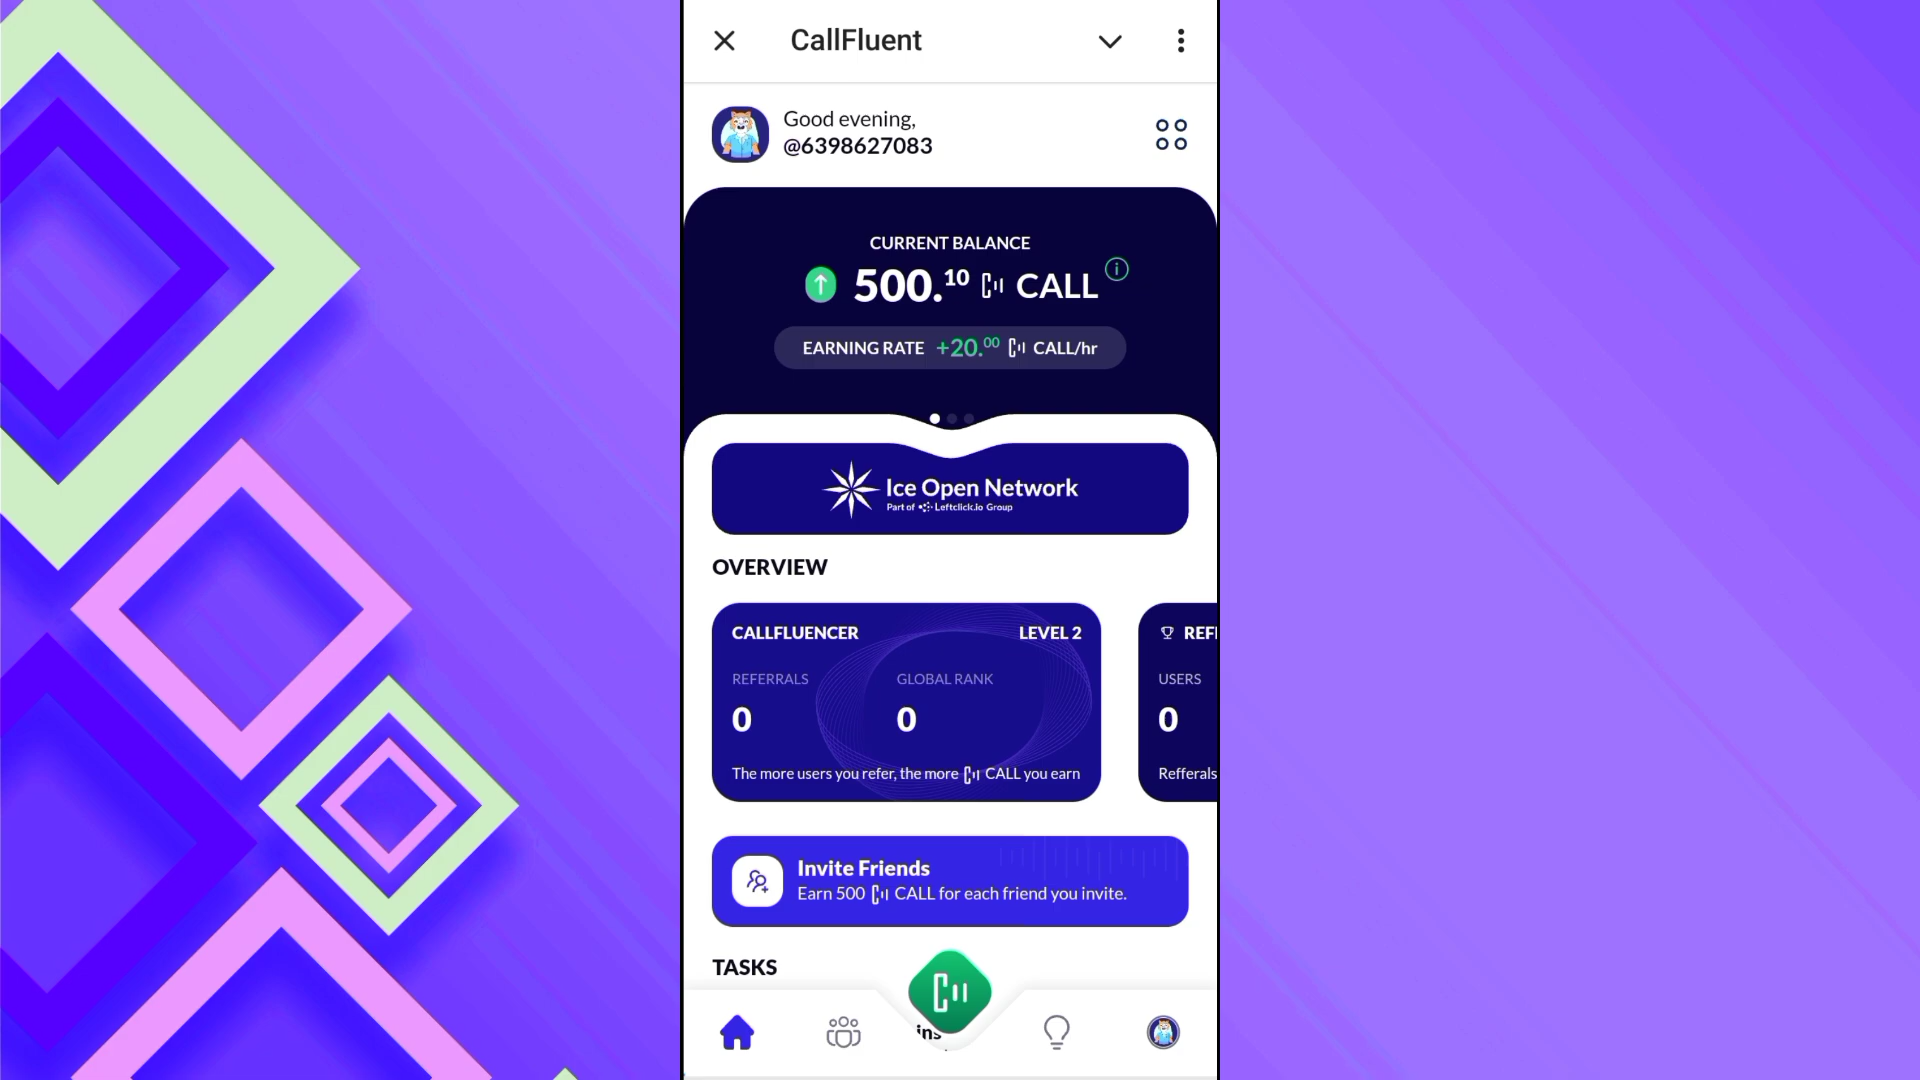 CallFluent
Good evening,
@6398627083
CURRENT BALANCE
500.10 CALL
EARNING RATE +20.00 CALL/hr
Ice Open Network
Part of Leftclick.io Group
OVERVIEW
CALLFLUENCER LEVEL 2
REFERRALS GLOBAL RANK
0 0
The more users you refer, the more CALL you earn
REFI
USERS
0
Refferals
Invite Friends
Earn 500 CALL for each friend you invite.
TASKS
ins